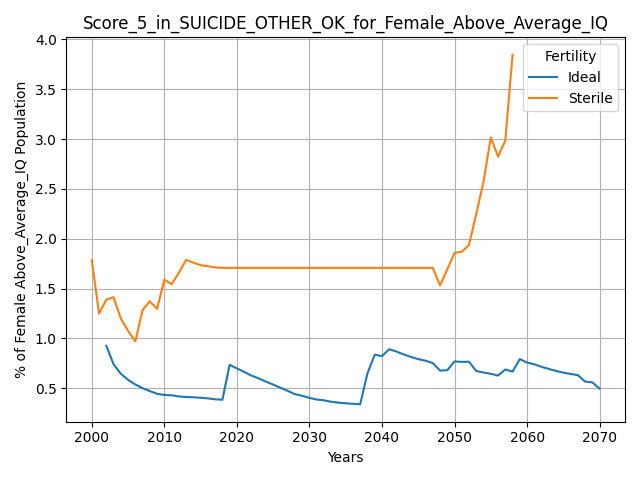 Score_5_in_SUICIDE_OTHER_OK_for_Female_Above_Average_IQ
% of Female Above_Average_IQ Population
4.0
3.5
3.0
2.5
2.0
1.5
1.0
0.5
Fertility
Ideal
Sterile
2000 2010 2020 2030 2040 2050 2060 2070
Years